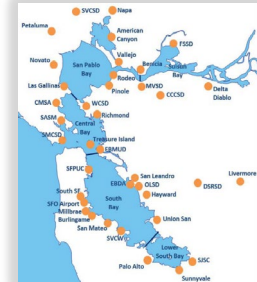 SVCSD
Napa
Petaluma
American
Canyon
FSSD
Novato
Vallejo
San Pablo
Bay
Benicia
Suisun
Bay
Las Gallinas
Rodeo
Pinole
MVSD
CCCSD
Delta
Diablo
CMSA
WCSD
Richmond
SASM
Central
Bay
SMCSD
Treasure Island
EBMUD
SFPUC
San Leandro
EBDA
OLSD
Livermore
DSRSD
South SF
South
Bay
Hayward
SFO Airport
Millbrae
Burlingame
Union San
San Mateo
SVCW
Lower
South Bay
Palo Alto
SJSC
Sunnyvale